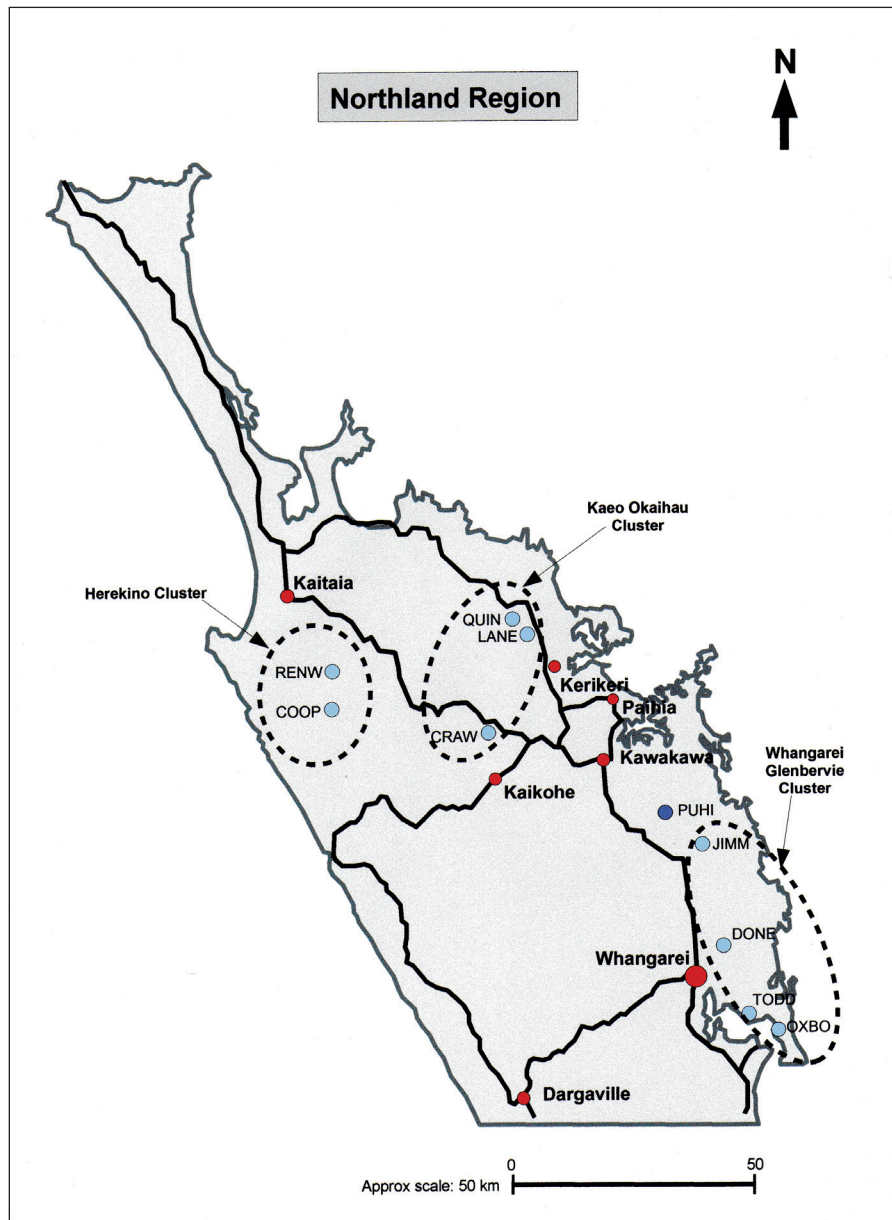 N
Northland Region
Kaeo Okaihau
Cluster
Kaitaia
Herekino Cluster
QUIN
LANE
RENW
Kerikeri
COOP
Paihia
CRAW
Kawakawa
Whangarei
Glenbervie
Cluster
Kaikohe
PUHI
JIMM
DONE
Whangarei
TODD
OXBO
Dargaville
0
50
Approx scale: 50 km